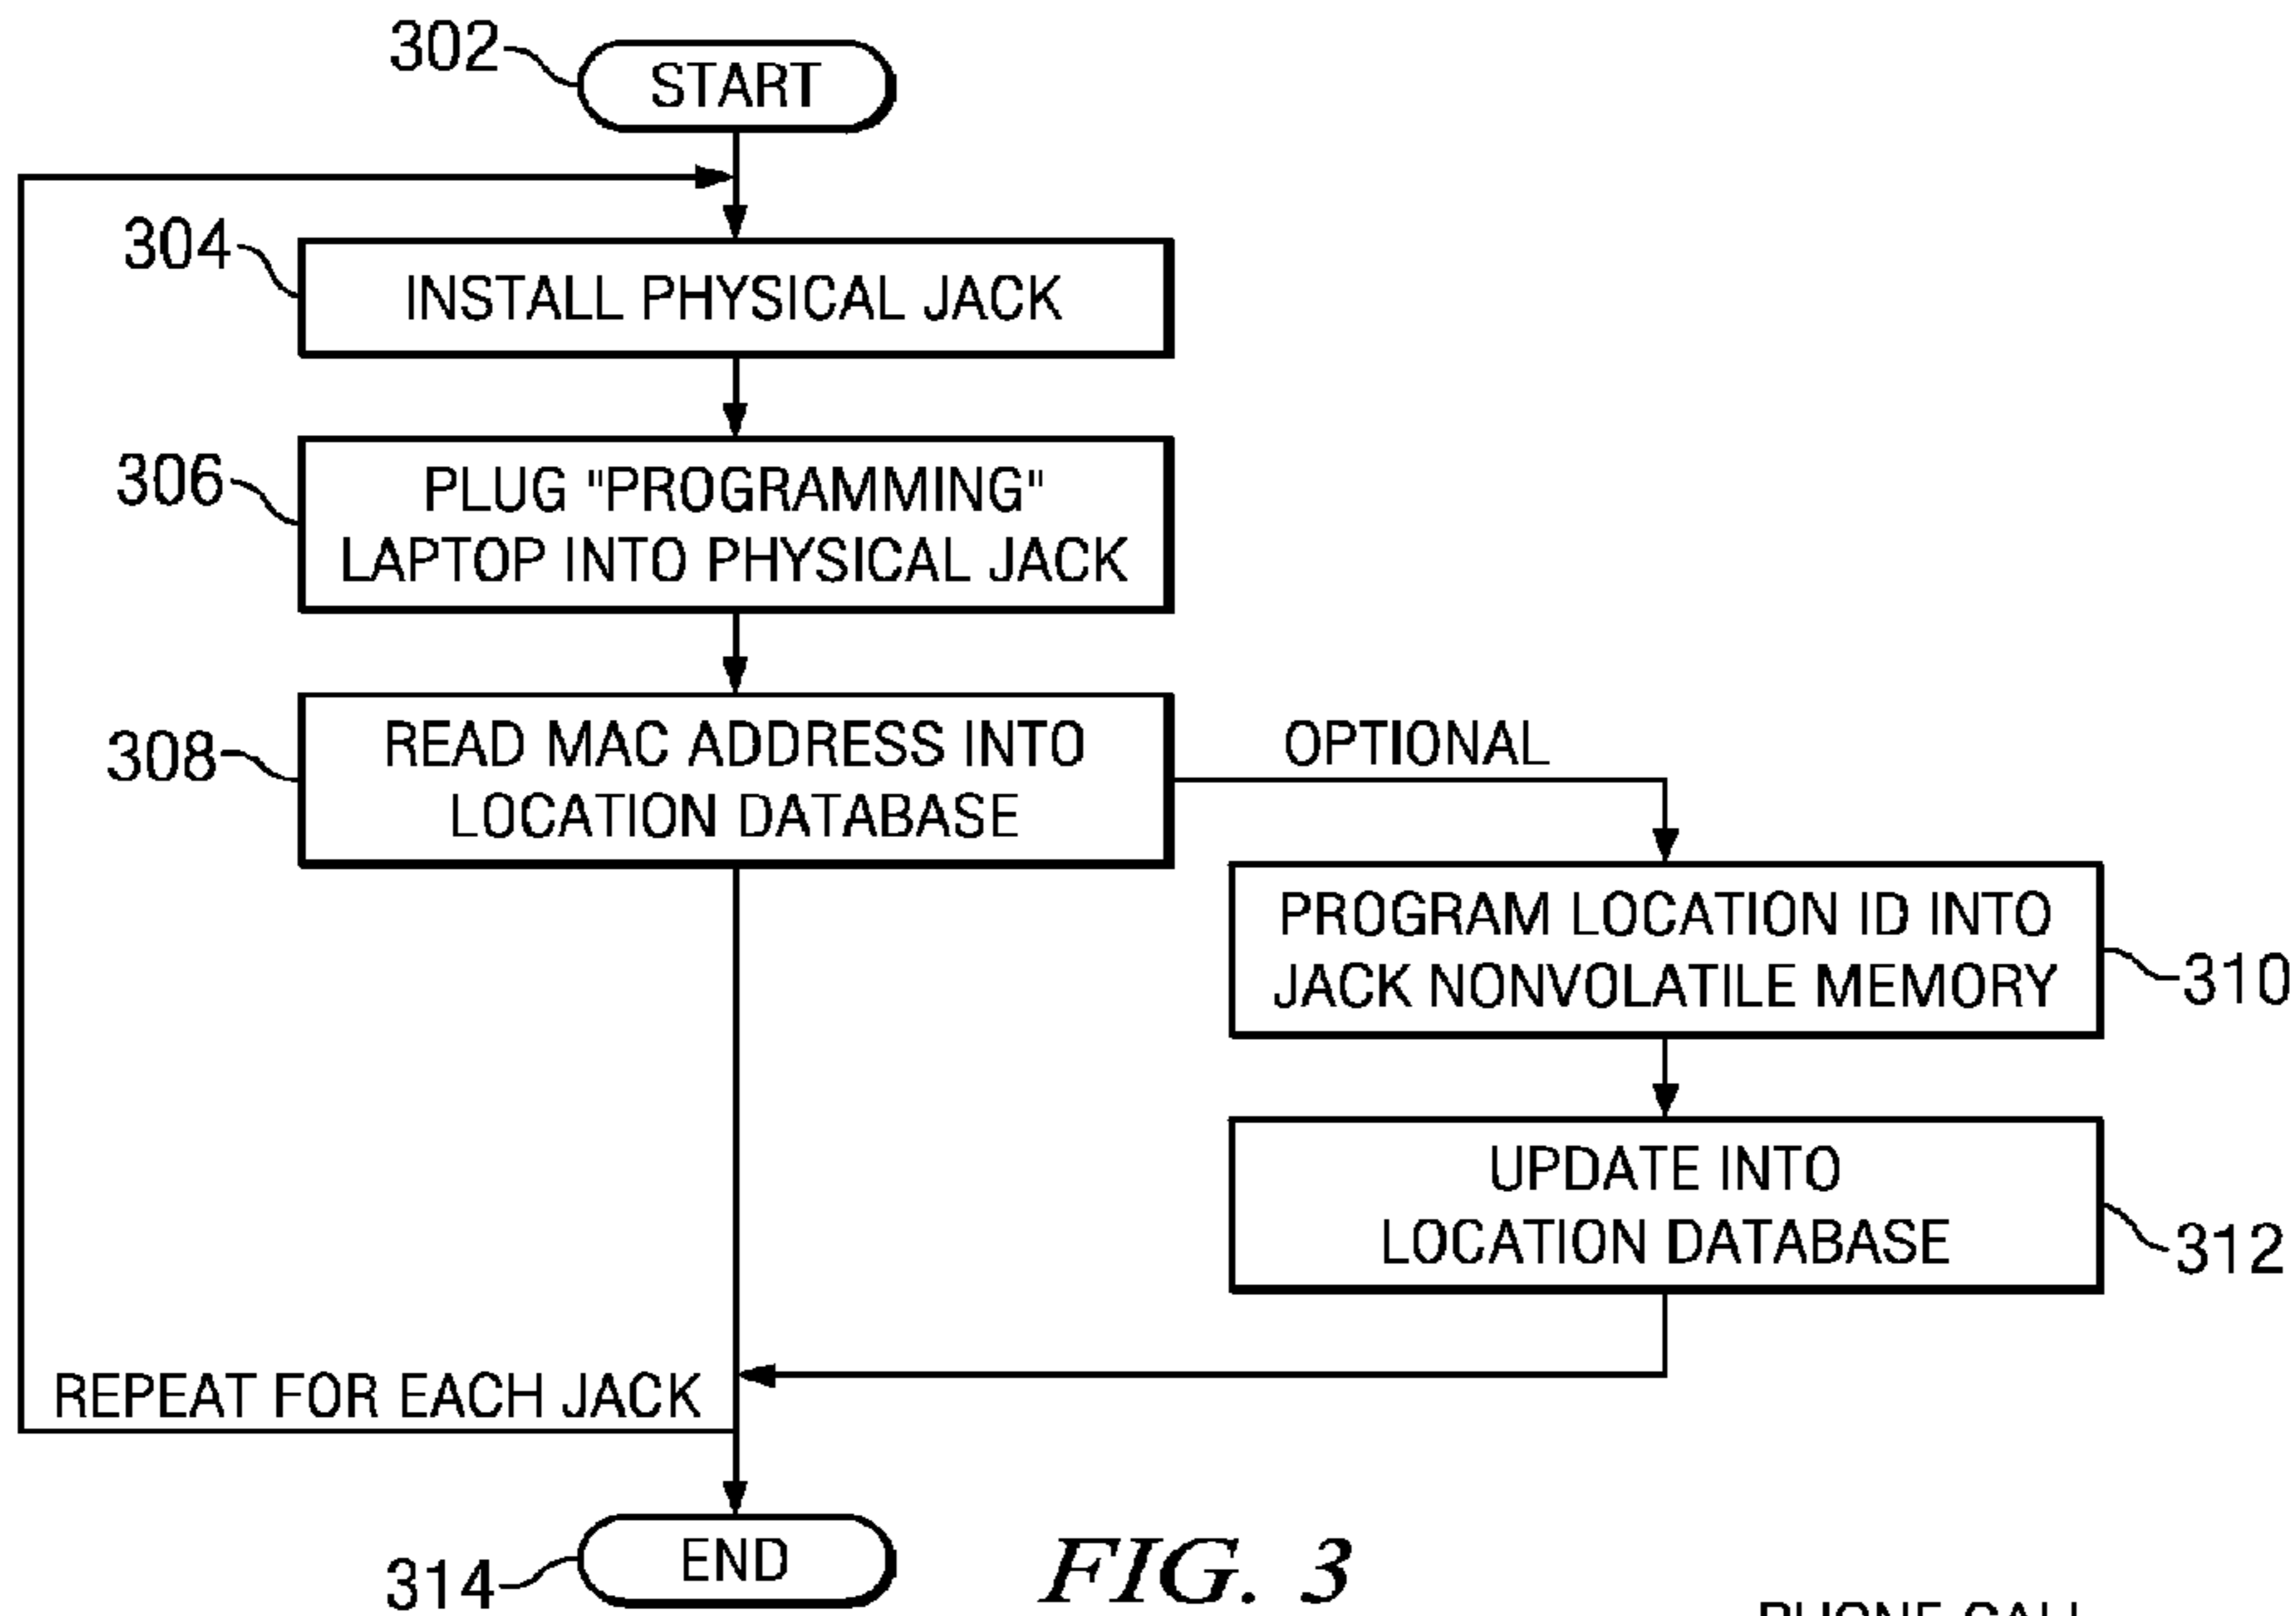 302
START
304
INSTALL PHYSICAL JACK
306
PLUG "PROGRAMMING"
LAPTOP INTO PHYSICAL JACK
308
READ MAC ADDRESS INTO
LOCATION DATABASE
OPTIONAL
PROGRAM LOCATION ID INTO
JACK NONVOLATILE MEMORY
310
UPDATE INTO
LOCATION DATABASE
312
REPEAT FOR EACH JACK
314
END
FIG. 3
PHONE CALL